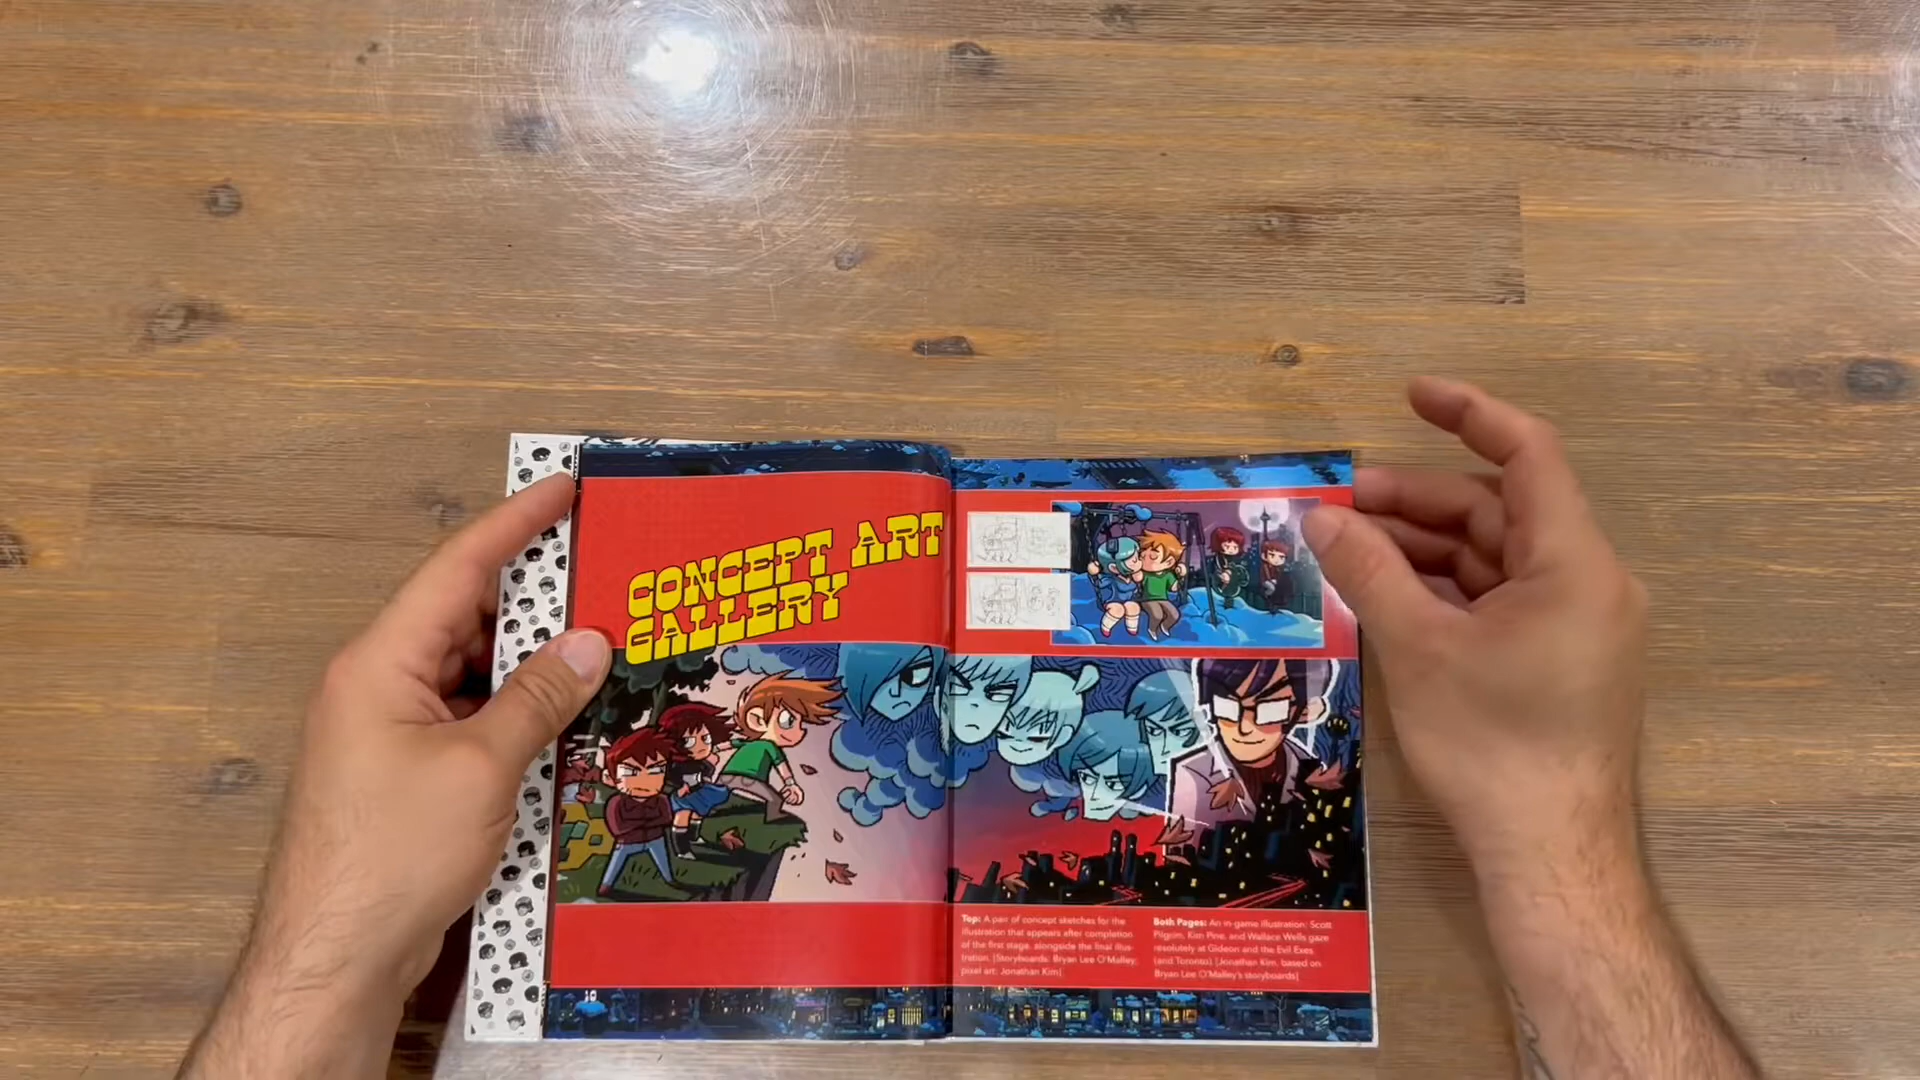 CONCEPT ART
GALLERY
Top: A pair of concept sketches for the
illustration that appears after completion
of the first stage, alongside the final illus-
tration. [Storyboards: Bryan Lee O'Malley;
pixel art: Jonathan Kim]
Both Pages: An in-game illustration: Scott
Pilgrim, Kim Pine, and Wallace Wells gaze
resolutely at Gideon and the Evil Exes
(and Toronto). [Jonathan Kim, based on
Bryan Lee O'Malley's storyboards]